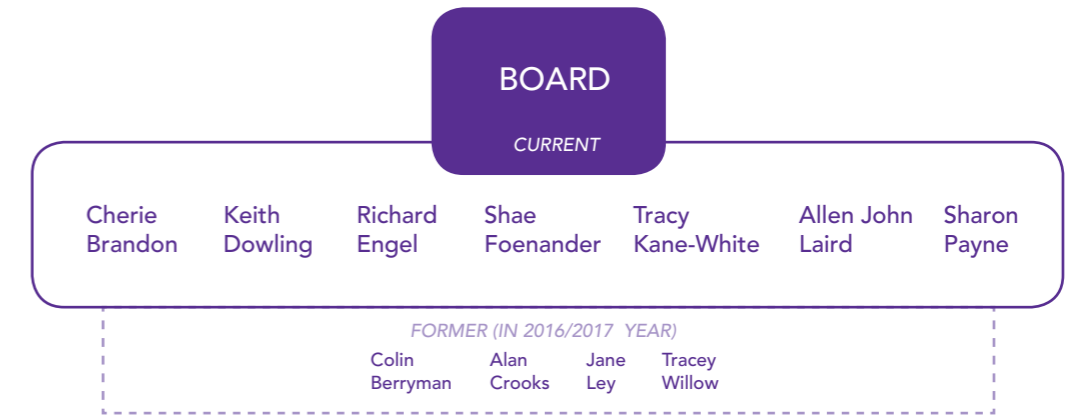 BOARD
CURRENT
Cherie Keith Richard Shae Tracy Allen John Sharon
Brandon Dowling Engel Foenander Kane-White Laird Payne
FORMER (IN 2016/2017 YEAR)
Colin Alan Jane Tracey
Berryman Crooks Ley Willow